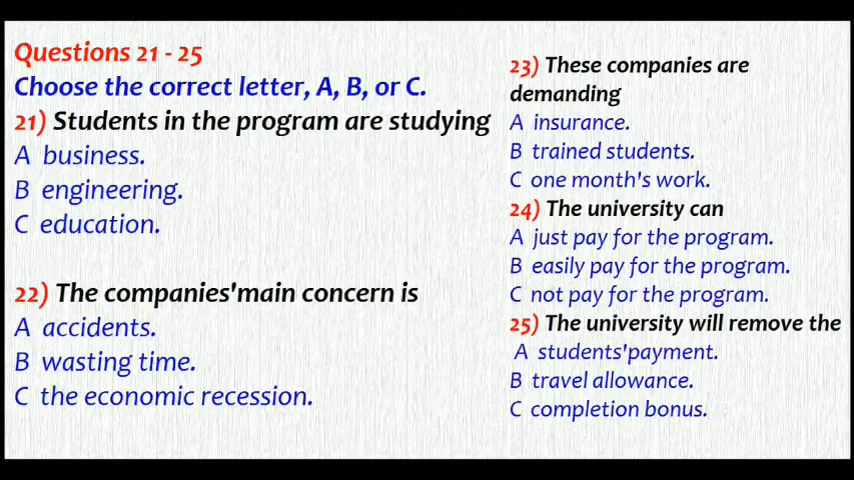 Questions 21 - 25
Choose the correct letter, A, B, or C.
21) Students in the program are studying
A business.
B engineering.
C education.
22) The companies'main concern is
A accidents.
B wasting time.
C the economic recession.
23) These companies are
demanding
A insurance.
B trained students.
C one month's work.
24) The university can
A just pay for the program.
B easily pay for the program.
C not pay for the program.
25) The university will remove the
A students'payment.
B travel allowance.
C completion bonus.